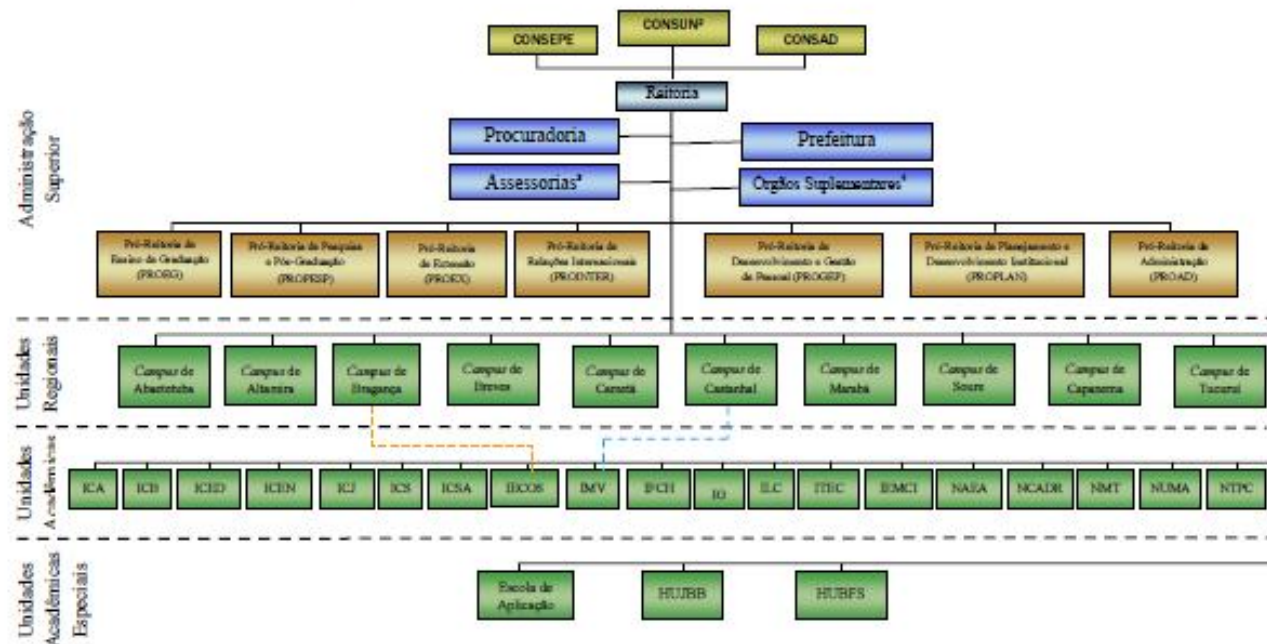 CONSUN²
CONSEPE
CONSAD
Reitoria
Procuradoria
Prefeitura
Assessorias³
Órgãos Suplementares⁴
Administração
Superior
Pró-Reitoria de
Ensino de Graduação
(PROEG)
Pró-Reitoria de Pesquisa
e Pós-Graduação
(PROPESP)
Pró-Reitoria
de Extensão
(PROEX)
Pró-Reitoria de
Relações Internacionais
(PROINTER)
Pró-Reitoria de
Desenvolvimento e Gestão
de Pessoal (PROGEP)
Pró-Reitoria de Planejamento e
Desenvolvimento Institucional
(PROPLAN)
Pró-Reitoria de
Administração
(PROAD)
Unidades
Regionais
Campus de
Abaetetuba
Campus de
Altamira
Campus de
Bragança
Campus de
Breves
Campus de
Cametá
Campus de
Castanhal
Campus de
Marabá
Campus de
Soure
Campus de
Capanema
Campus de
Tucuruí
Unidades
Acadêmicas
ICA
ICB
ICED
ICEN
ICJ
ICS
ICSA
IECOS
IMV
IFCH
IG
ILC
ITEC
IEMCI
NAEA
NCADR
NMT
NUMA
NTPC
Unidades
Acadêmicas
Especiais
Escola de
Aplicação
HUJBB
HUBFS